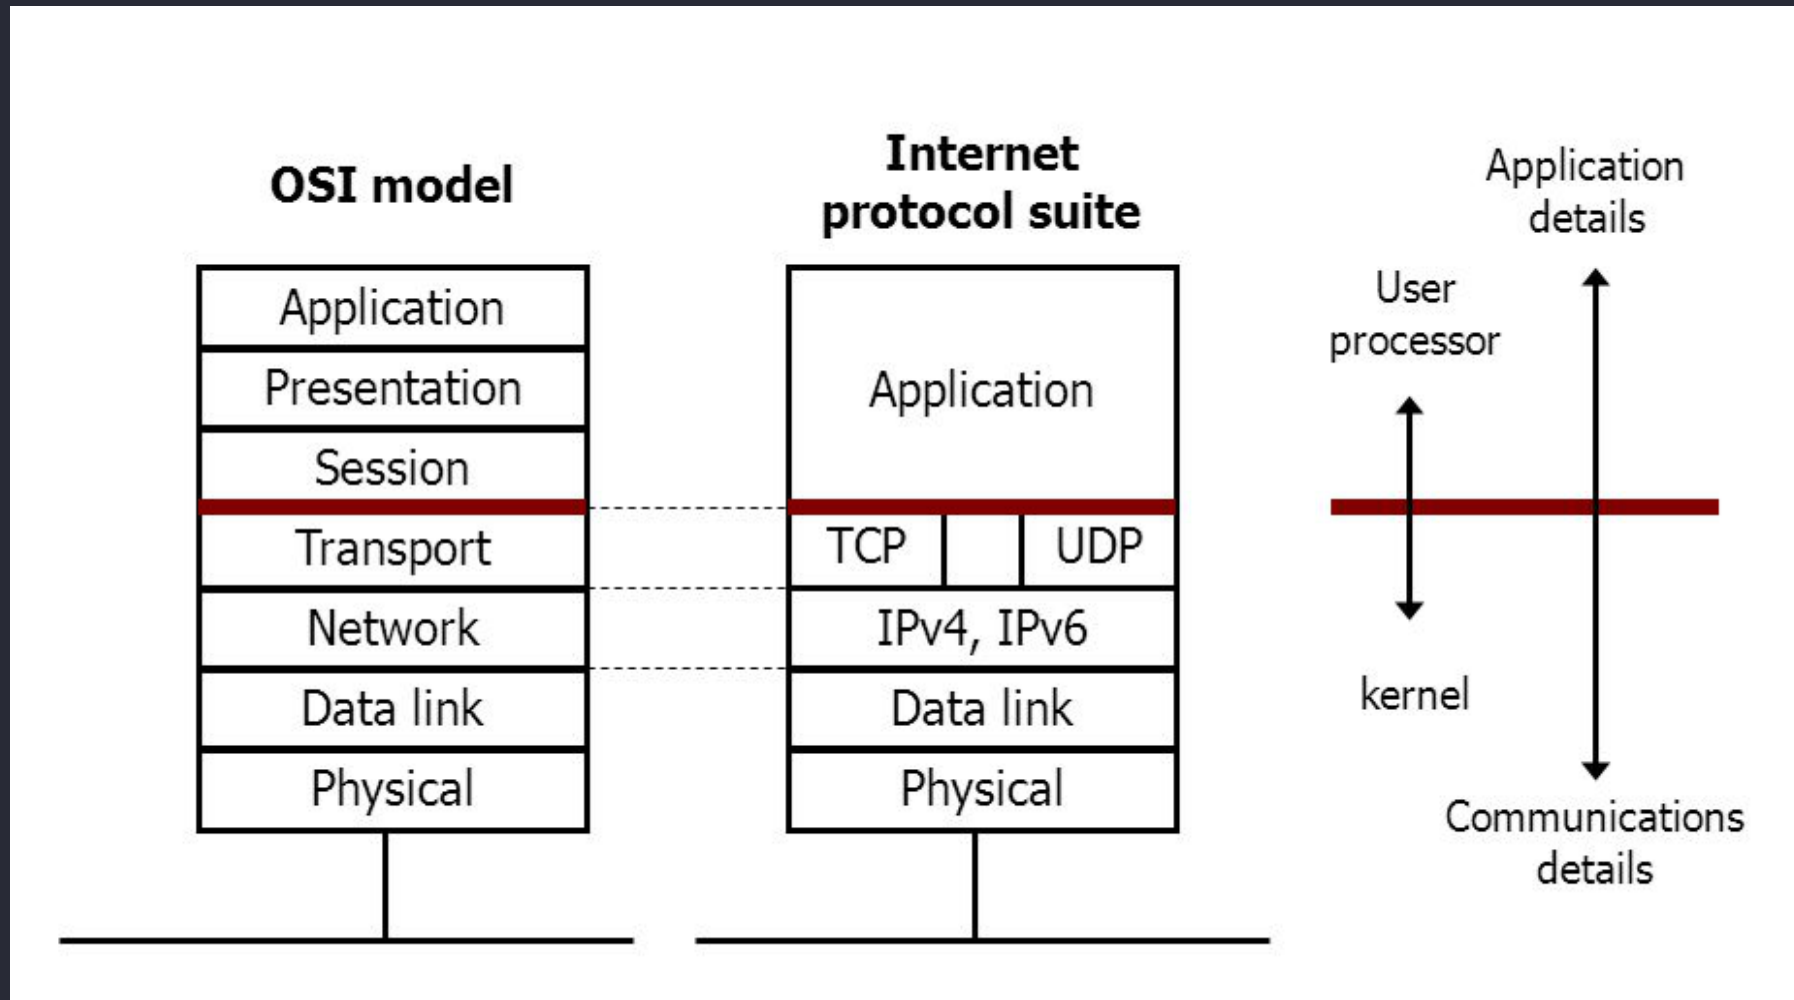 OSI model
Application
Presentation
Session
Transport
Network
Data link
Physical
Internet
protocol suite
Application
TCP
UDP
IPv4, IPv6
Data link
Physical
User
processor
kernel
Application
details
Communications
details